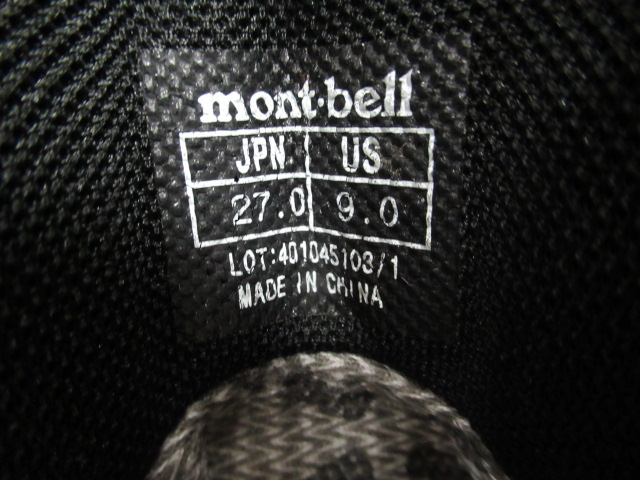 mont·bell
JPN US
27.0 9.0
LOT:401045103/1
MADE IN CHINA